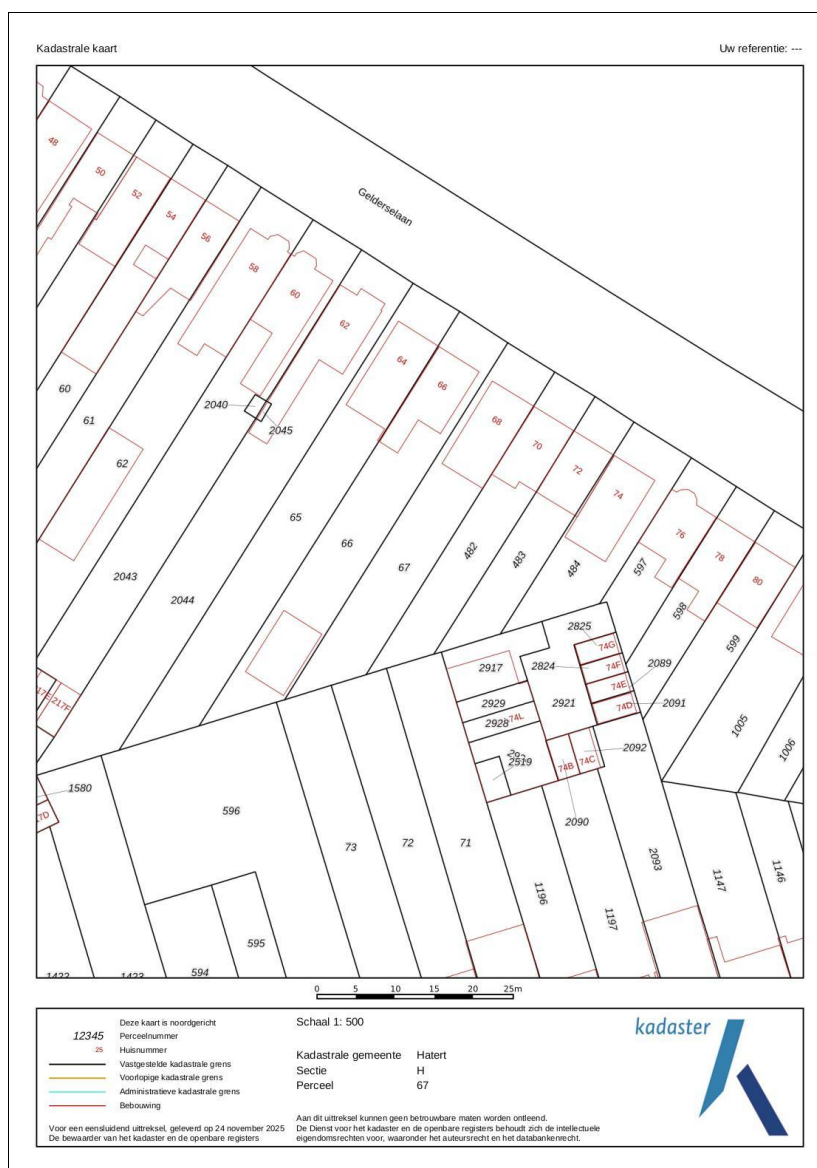 Kadastrale kaart
Uw referentie: ---
Gelderselaan
48
50
52
54
56
58
60
62
64
66
68
70
72
74
76
78
80
60
61
62
2040
2045
2043
2044
65
66
67
482
483
484
597
598
599
1005
1006
2825
74G
74F
74E
74D
2824
2089
2091
2917
2929
2928
74L
2921
2519
74B
74C
2092
2090
217F
1580
596
73
72
71
1196
1197
2093
1147
1146
595
594
1423
0 5 10 15 20 25m
Deze kaart is noordgericht
12345 Perceelnummer
25 Huisnummer
Vastgestelde kadastrale grens
Voorlopige kadastrale grens
Administratieve kadastrale grens
Bebouwing
Voor een eensluidend uittreksel, geleverd op 24 november 2025
De bewaarder van het kadaster en de openbare registers
Schaal 1: 500
Kadastrale gemeente Hatert
Sectie H
Perceel 67
Aan dit uittreksel kunnen geen betrouwbare maten worden ontleend.
De Dienst voor het kadaster en de openbare registers behoudt zich de intellectuele
eigendomsrechten voor, waaronder het auteursrecht en het databankenrecht.
kadaster